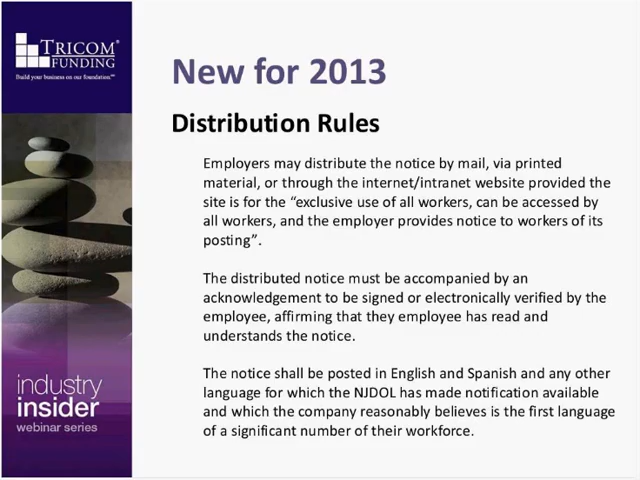 TRICOM®
FUNDING
Build your business on our foundation.℠
New for 2013
Distribution Rules
Employers may distribute the notice by mail, via printed
material, or through the internet/intranet website provided the
site is for the “exclusive use of all workers, can be accessed by
all workers, and the employer provides notice to workers of its
posting”.
The distributed notice must be accompanied by an
acknowledgement to be signed or electronically verified by the
employee, affirming that they employee has read and
understands the notice.
The notice shall be posted in English and Spanish and any other
language for which the NJDOL has made notification available
and which the company reasonably believes is the first language
of a significant number of their workforce.
industry
insider
webinar series